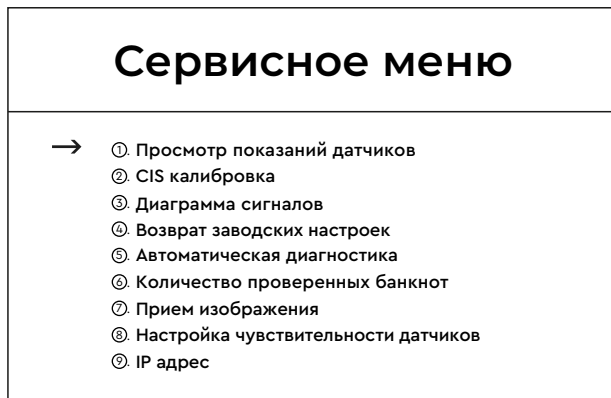 Сервисное меню
→ ①. Просмотр показаний датчиков
②. CIS калибровка
③. Диаграмма сигналов
④. Возврат заводских настроек
⑤. Автоматическая диагностика
⑥. Количество проверенных банкнот
⑦. Прием изображения
⑧. Настройка чувствительности датчиков
⑨. IP адрес